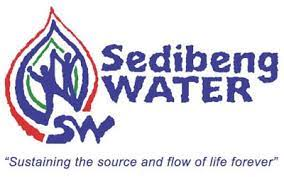 Sedibeng
WATER
SW
“Sustaining the source and flow of life forever”